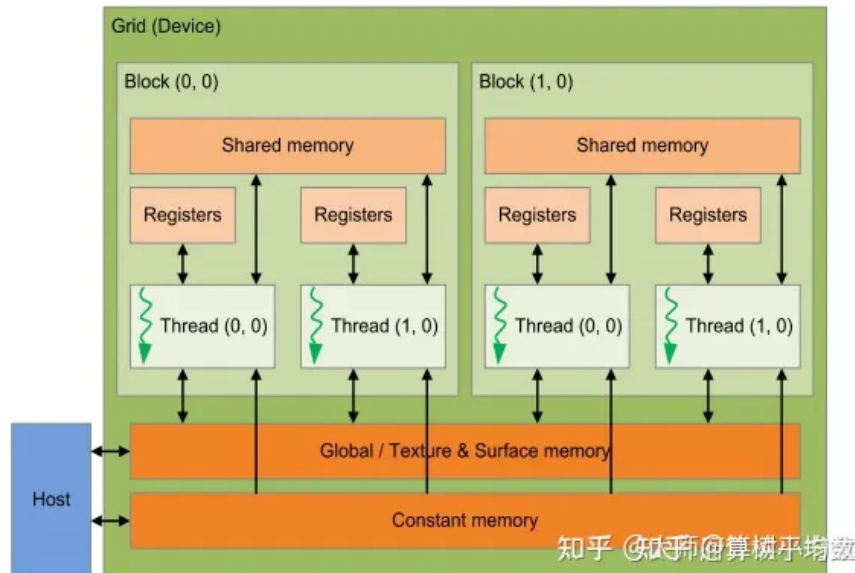 Grid (Device)
Block (0, 0)
Block (1, 0)
Shared memory
Shared memory
Registers
Registers
Registers
Registers
Thread (0, 0)
Thread (1, 0)
Thread (0, 0)
Thread (1, 0)
Global / Texture & Surface memory
Host
Constant memory
知乎